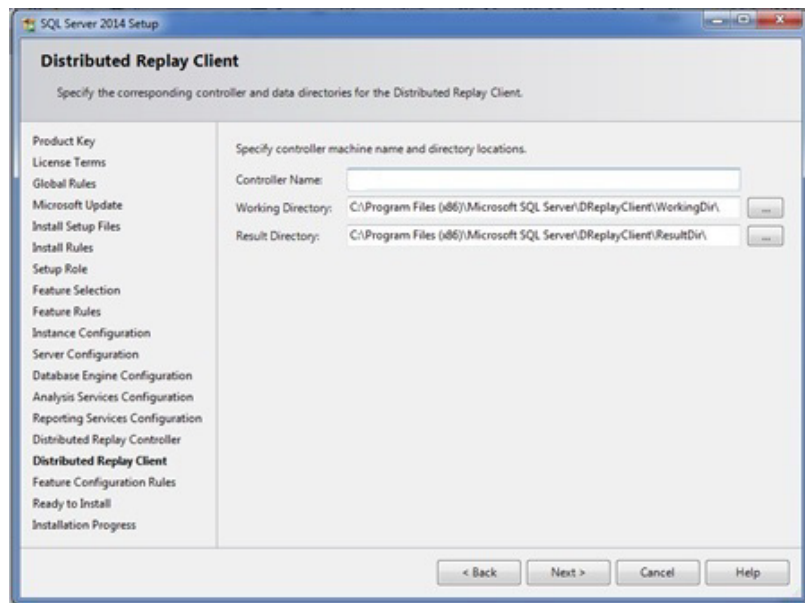 SQL Server 2014 Setup
Distributed Replay Client
Specify the corresponding controller and data directories for the Distributed Replay Client.
Product Key
License Terms
Global Rules
Microsoft Update
Install Setup Files
Install Rules
Setup Role
Feature Selection
Feature Rules
Instance Configuration
Server Configuration
Database Engine Configuration
Analysis Services Configuration
Reporting Services Configuration
Distributed Replay Controller
Distributed Replay Client
Feature Configuration Rules
Ready to Install
Installation Progress
Specify controller machine name and directory locations.
Controller Name:
Working Directory: C:\Program Files (x86)\Microsoft SQL Server\DReplayClient\WorkingDir\ ...
Result Directory: C:\Program Files (x86)\Microsoft SQL Server\DReplayClient\ResultDir\ ...
< Back Next > Cancel Help